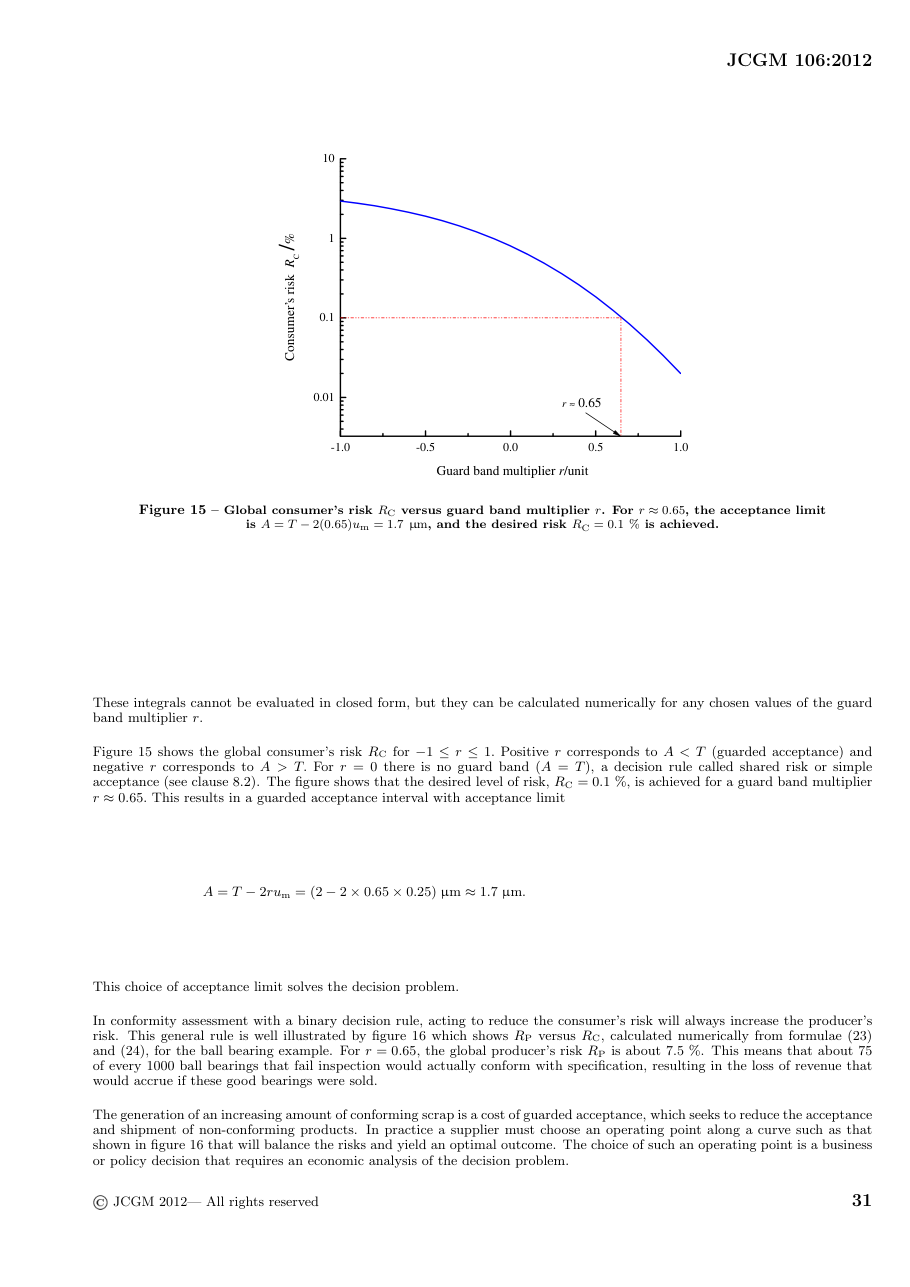 JCGM 106:2012
10
1
0.1
0.01
Consumer's risk R_C/%
r ≈ 0.65
-1.0 -0.5 0.0 0.5 1.0
Guard band multiplier r/unit
Figure 15 – Global consumer's risk R_C versus guard band multiplier r. For r ≈ 0.65, the acceptance limit
is A = T − 2(0.65)u_m = 1.7 µm, and the desired risk R_C = 0.1 % is achieved.
These integrals cannot be evaluated in closed form, but they can be calculated numerically for any chosen values of the guard
band multiplier r.
Figure 15 shows the global consumer's risk R_C for −1 ≤ r ≤ 1. Positive r corresponds to A < T (guarded acceptance) and
negative r corresponds to A > T. For r = 0 there is no guard band (A = T), a decision rule called shared risk or simple
acceptance (see clause 8.2). The figure shows that the desired level of risk, R_C = 0.1 %, is achieved for a guard band multiplier
r ≈ 0.65. This results in a guarded acceptance interval with acceptance limit
A = T − 2ru_m = (2 − 2 × 0.65 × 0.25) µm ≈ 1.7 µm.
This choice of acceptance limit solves the decision problem.
In conformity assessment with a binary decision rule, acting to reduce the consumer's risk will always increase the producer's
risk. This general rule is well illustrated by figure 16 which shows R_P versus R_C, calculated numerically from formulae (23)
and (24), for the ball bearing example. For r = 0.65, the global producer's risk R_P is about 7.5 %. This means that about 75
of every 1000 ball bearings that fail inspection would actually conform with specification, resulting in the loss of revenue that
would accrue if these good bearings were sold.
The generation of an increasing amount of conforming scrap is a cost of guarded acceptance, which seeks to reduce the acceptance
and shipment of non-conforming products. In practice a supplier must choose an operating point along a curve such as that
shown in figure 16 that will balance the risks and yield an optimal outcome. The choice of such an operating point is a business
or policy decision that requires an economic analysis of the decision problem.
© JCGM 2012— All rights reserved
31